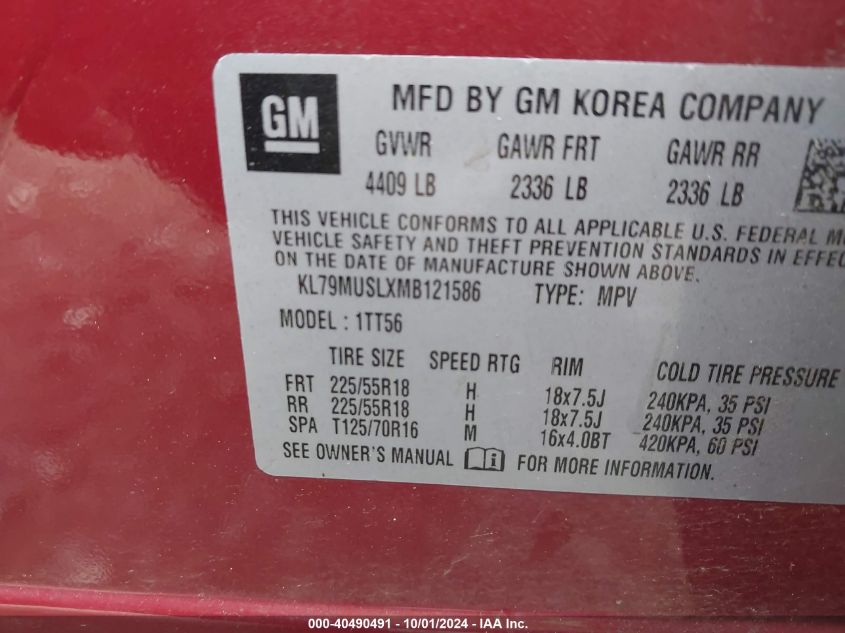 GM
MFD BY GM KOREA COMPANY
GVWR GAWR FRT GAWR RR
4409 LB 2336 LB 2336 LB
THIS VEHICLE CONFORMS TO ALL APPLICABLE U.S. FEDERAL
VEHICLE SAFETY AND THEFT PREVENTION STANDARDS IN
ON THE DATE OF MANUFACTURE SHOWN ABOVE.
KL79MUSLXMB121586 TYPE: MPV
MODEL : 1TT56
TIRE SIZE SPEED RTG RIM COLD TIRE PRESSURE
FRT 225/55R18 H 18x7.5J 240KPA, 35 PSI
RR 225/55R18 H 18x7.5J 240KPA, 35 PSI
SPA T125/70R16 M 16x4.0BT 420KPA, 60 PSI
SEE OWNER'S MANUAL i FOR MORE INFORMATION.
000-40490491 - 10/01/2024 - IAA Inc.